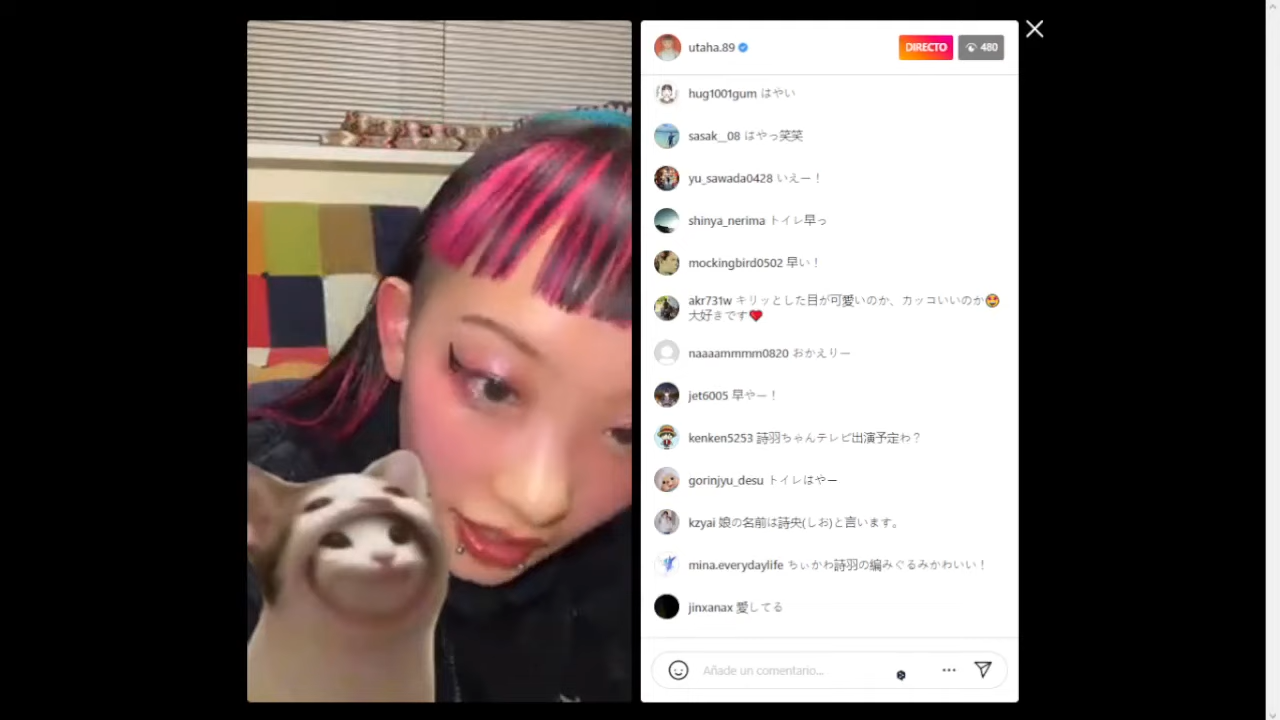 utaha.89
DIRECTO
480
hug1001gum はやい
sasak__08 はやっ笑笑
yu_sawada0428 いえー！
shinya_nerima トイレ早っ
mockingbird0502 早い！
akr731w キリッとした目が可愛いのか、カッコいいのか🤩
大好きです❤️
naaaammmm0820 おかえりー
jet6005 早やー！
kenken5253 詩羽ちゃんテレビ出演予定わ？
gorinjyu_desu トイレはやー
kzyai 娘の名前は詩央(しお)と言います。
mina.everydaylife ちぃかわ詩羽の編みぐるみかわいい！
jinxanax 愛してる
Añade un comentario...